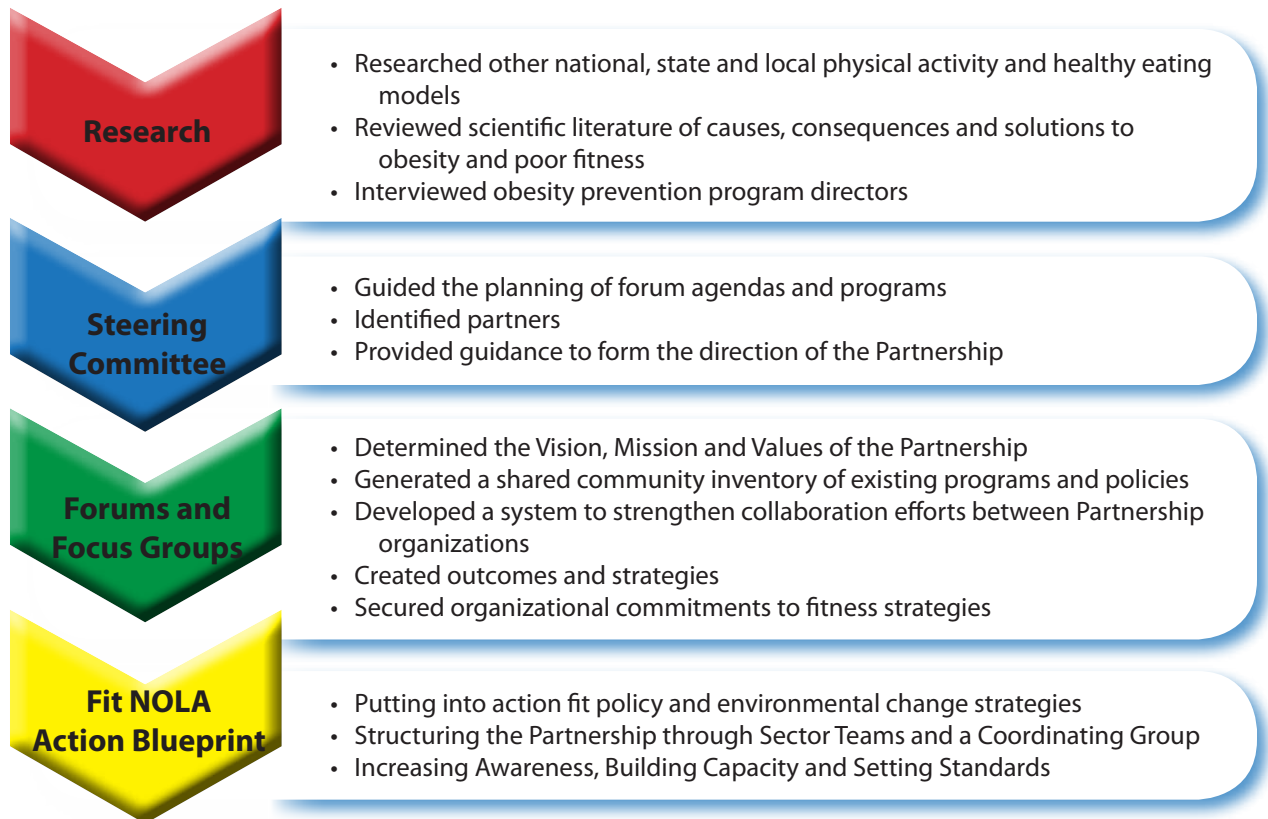 Research
• Researched other national, state and local physical activity and healthy eating
models
• Reviewed scientific literature of causes, consequences and solutions to
obesity and poor fitness
• Interviewed obesity prevention program directors
Steering
Committee
• Guided the planning of forum agendas and programs
• Identified partners
• Provided guidance to form the direction of the Partnership
Forums and
Focus Groups
• Determined the Vision, Mission and Values of the Partnership
• Generated a shared community inventory of existing programs and policies
• Developed a system to strengthen collaboration efforts between Partnership
organizations
• Created outcomes and strategies
• Secured organizational commitments to fitness strategies
Fit NOLA
Action Blueprint
• Putting into action fit policy and environmental change strategies
• Structuring the Partnership through Sector Teams and a Coordinating Group
• Increasing Awareness, Building Capacity and Setting Standards